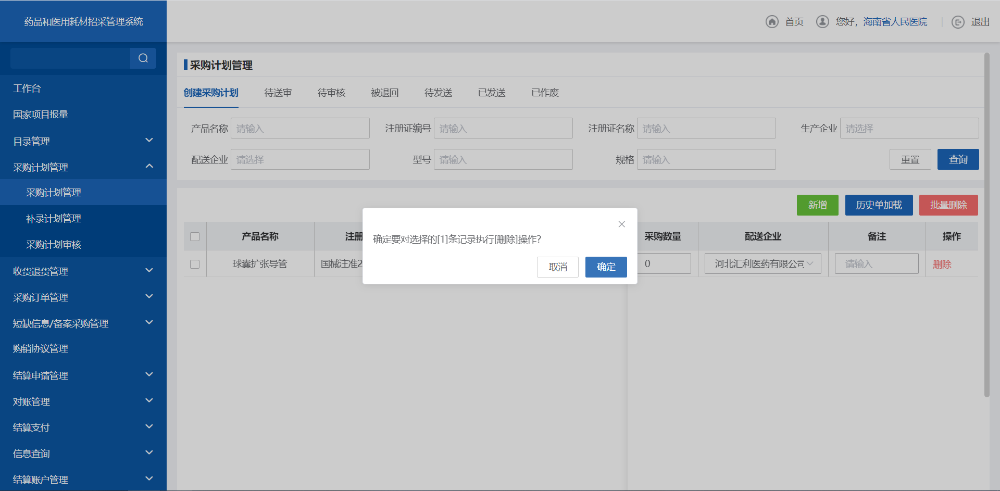 药品和医用耗材招采管理系统
首页
您好，海南省人民医院
退出
工作台
国家项目报量
目录管理
采购计划管理
采购计划管理
补录计划管理
采购计划审核
收货退货管理
采购订单管理
短缺信息/备案采购管理
购销协议管理
结算申请管理
对账管理
结算支付
信息查询
结算账户管理
采购计划管理
创建采购计划 待送审 待审核 被退回 待发送 已发送 已作废
产品名称 请输入 注册证编号 请输入 注册证名称 请输入 生产企业 请选择
配送企业 请选择 型号 请输入 规格 请输入 重置 查询
新增 历史单加载 批量删除
产品名称 注册 采购数量 配送企业 备注 操作
球囊扩张导管 国械注准2 0 河北汇利医药有限公司 请输入 删除
确定要对选择的[1]条记录执行[删除]操作?
取消 确定